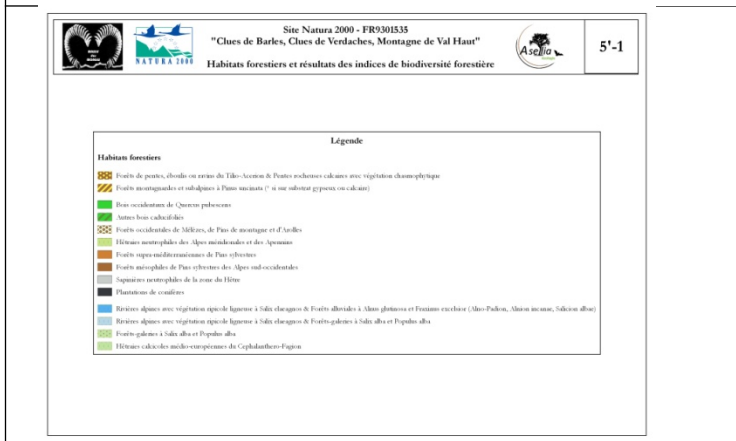 Site Natura 2000 - FR9301535
"Clues de Barles, Clues de Verdaches, Montagne de Val Haut"
Habitats forestiers et résultats des indices de biodiversité forestière
NATURA 2000
Asellia
5'-1
Légende
Habitats forestiers
Forêts de pentes, éboulis ou ravins du Tilio-Acerion & Pentes rocheuses calcaires avec végétation chasmophytique
Forêts montagnardes et subalpines à Pinus uncinata (* si sur substrat gypseux ou calcaire)
Bois occidentaux de Quercus pubescens
Autres bois caducifoliés
Forêts occidentales de Mélèzes, de Pins de montagne et d'Arolles
Hêtraies neutrophiles des Alpes méridionales et des Apennins
Forêts supra-méditerranéennes de Pins sylvestres
Forêts mésophiles de Pins sylvestres des Alpes sud-occidentales
Sapinières neutrophiles de la zone du Hêtre
Plantations de conifères
Rivières alpines avec végétation ripicole ligneuse à Salix elaeagnos & Forêts alluviales à Alnus glutinosa et Fraxinus excelsior (Alno-Padion, Alnion incanae, Salicion albae)
Rivières alpines avec végétation ripicole ligneuse à Salix elaeagnos & Forêts-galeries à Salix alba et Populus alba
Forêts-galeries à Salix alba et Populus alba
Hêtraies calcicoles médio-européennes du Cephalanthero-Fagion